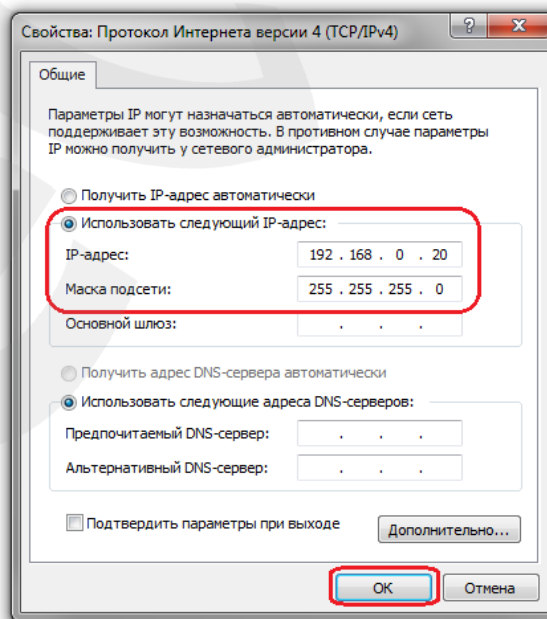 Свойства: Протокол Интернета версии 4 (TCP/IPv4)
Общие
Параметры IP могут назначаться автоматически, если сеть
поддерживает эту возможность. В противном случае параметры
IP можно получить у сетевого администратора.
Получить IP-адрес автоматически
Использовать следующий IP-адрес:
IP-адрес: 192 . 168 . 0 . 20
Маска подсети: 255 . 255 . 255 . 0
Основной шлюз: . . .
Получить адрес DNS-сервера автоматически
Использовать следующие адреса DNS-серверов:
Предпочитаемый DNS-сервер: . . .
Альтернативный DNS-сервер: . . .
Подтвердить параметры при выходе
Дополнительно...
ОК Отмена